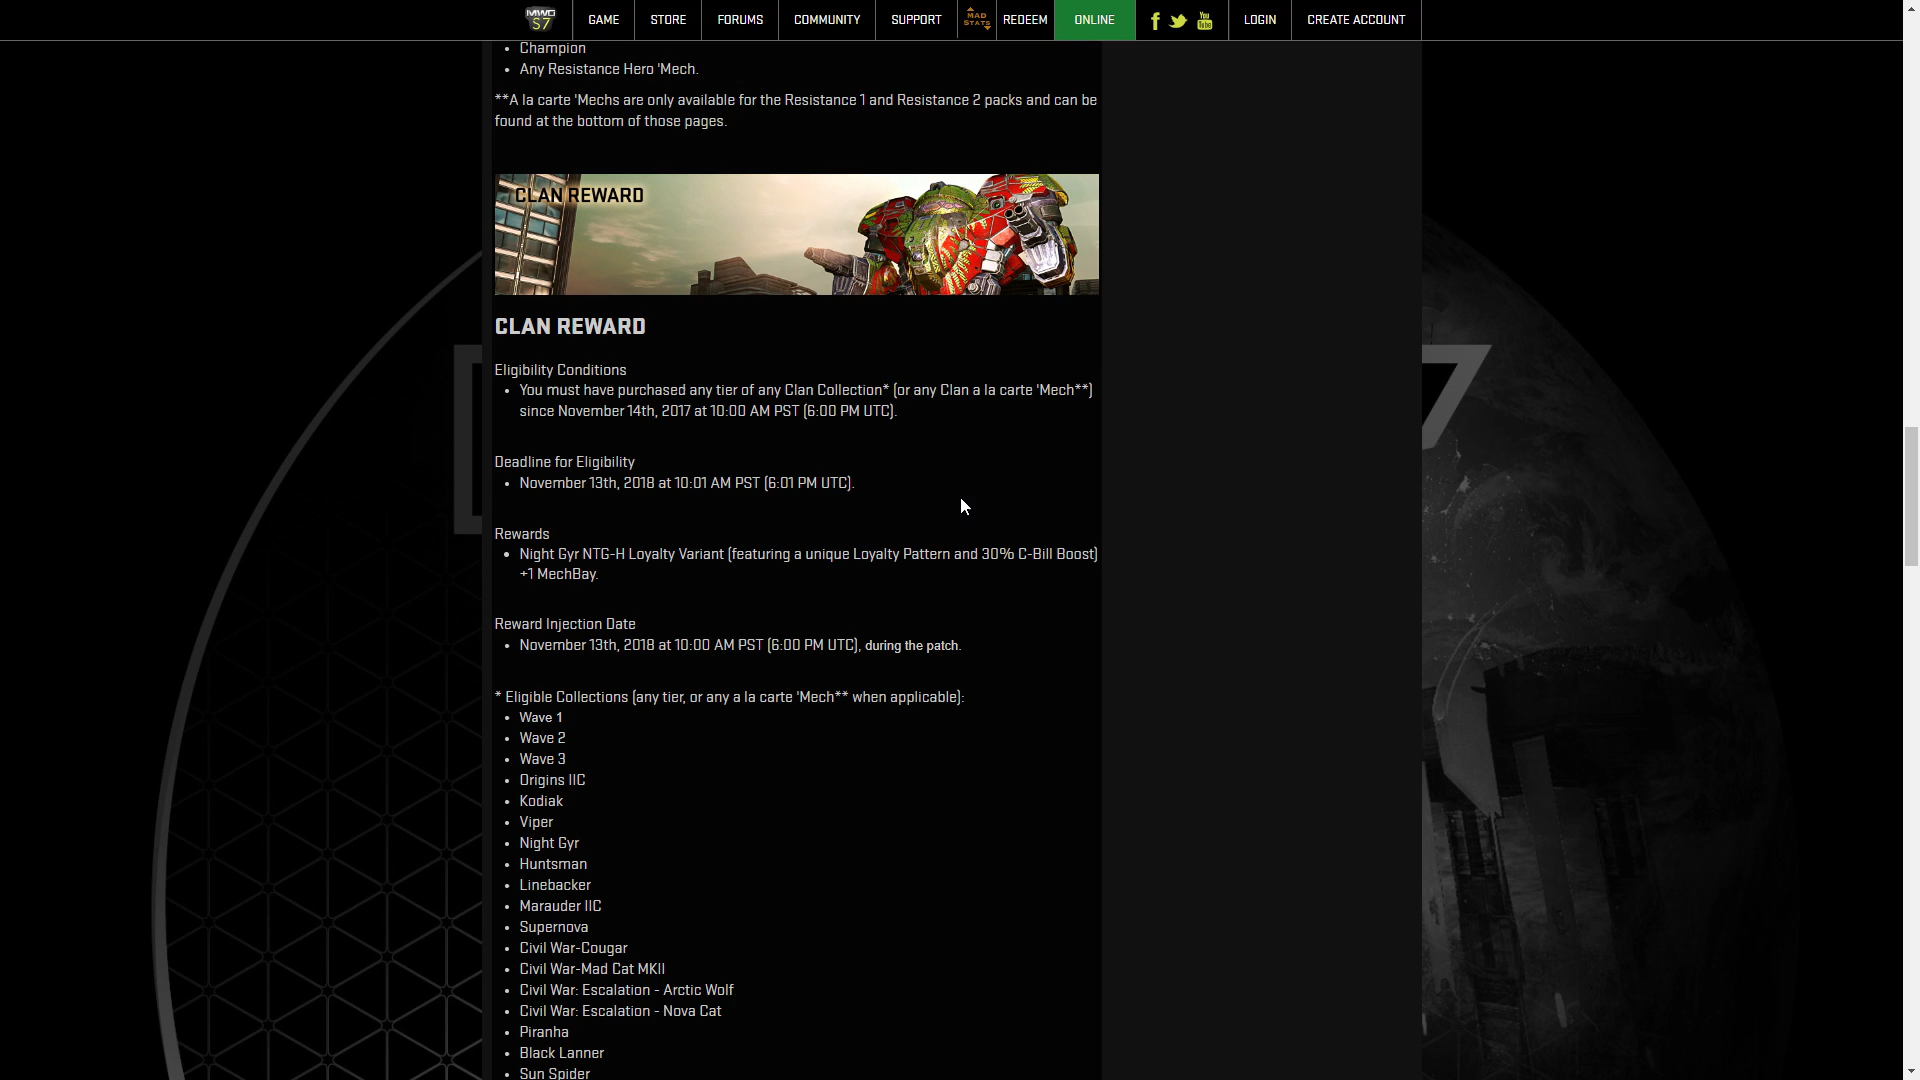 MWO
S7
GAME
STORE
FORUMS
COMMUNITY
SUPPORT
MAD
STATS
REDEEM
ONLINE
f
You
Tube
LOGIN
CREATE ACCOUNT
• Champion
• Any Resistance Hero 'Mech.
**A la carte 'Mechs are only available for the Resistance 1 and Resistance 2 packs and can be
found at the bottom of those pages.
CLAN REWARD
CLAN REWARD
Eligibility Conditions
• You must have purchased any tier of any Clan Collection* (or any Clan a la carte 'Mech**)
since November 14th, 2017 at 10:00 AM PST (6:00 PM UTC).
Deadline for Eligibility
• November 13th, 2018 at 10:01 AM PST (6:01 PM UTC).
Rewards
• Night Gyr NTG-H Loyalty Variant (featuring a unique Loyalty Pattern and 30% C-Bill Boost)
+1 MechBay.
Reward Injection Date
• November 13th, 2018 at 10:00 AM PST (6:00 PM UTC), during the patch.
* Eligible Collections (any tier, or any a la carte 'Mech** when applicable):
• Wave 1
• Wave 2
• Wave 3
• Origins IIC
• Kodiak
• Viper
• Night Gyr
• Huntsman
• Linebacker
• Marauder IIC
• Supernova
• Civil War-Cougar
• Civil War-Mad Cat MKII
• Civil War: Escalation - Arctic Wolf
• Civil War: Escalation - Nova Cat
• Piranha
• Black Lanner
• Sun Spider
7